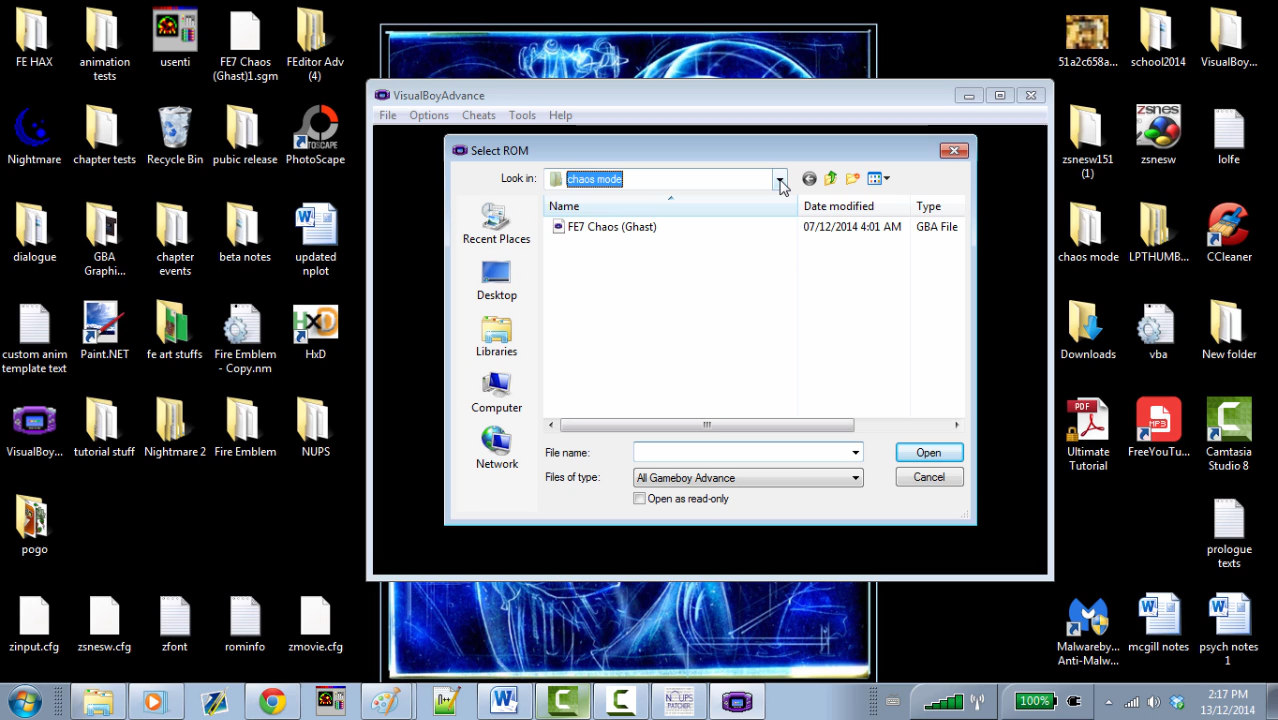 FE HAX
animation
tests
usenti
FE7 Chaos
(Ghast)1.sgm
FEditor Adv
(4)
51a2c658a...
school2014
VisualBoy...
Nightmare
chapter tests
Recycle Bin
pubic release
PHOTOSCAPE
PhotoScape
zsnesw151
(1)
zsnes
zsnesw
lolfe
dialogue
GBA
Graphi...
chapter
events
beta notes
updated
nplot
chaos mode
LPTHUMB...
CCleaner
custom anim
template text
Paint.NET
fe art stuffs
Fire Emblem
- Copy.nm
HxD
HxD
Downloads
vba
New folder
VisualBoy...
tutorial stuff
Nightmare 2
Fire Emblem
NUPS
PDF
Ultimate
Tutorial
MP3
FreeYouTu...
Camtasia
Studio 8
pogo
prologue
texts
zinput.cfg
zsnesw.cfg
zfont
rominfo
zmovie.cfg
Malwareby...
Anti-Malw...
mcgill notes
psych notes
1
VisualBoyAdvance
File Options Cheats Tools Help
Select ROM
Look in: chaos mode
Name Date modified Type
FE7 Chaos (Ghast) 07/12/2014 4:01 AM GBA File
Recent Places
Desktop
Libraries
Computer
Network
File name:
Open
Files of type: All Gameboy Advance
Cancel
Open as read-only
NUPS
PATCHER
100%
2:17 PM
13/12/2014